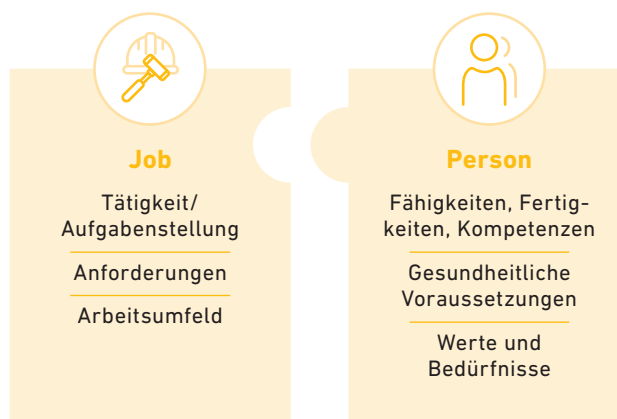 Job
Tätigkeit/
Aufgabenstellung
Anforderungen
Arbeitsumfeld
Person
Fähigkeiten, Fertig-
keiten, Kompetenzen
Gesundheitliche
Voraussetzungen
Werte und
Bedürfnisse